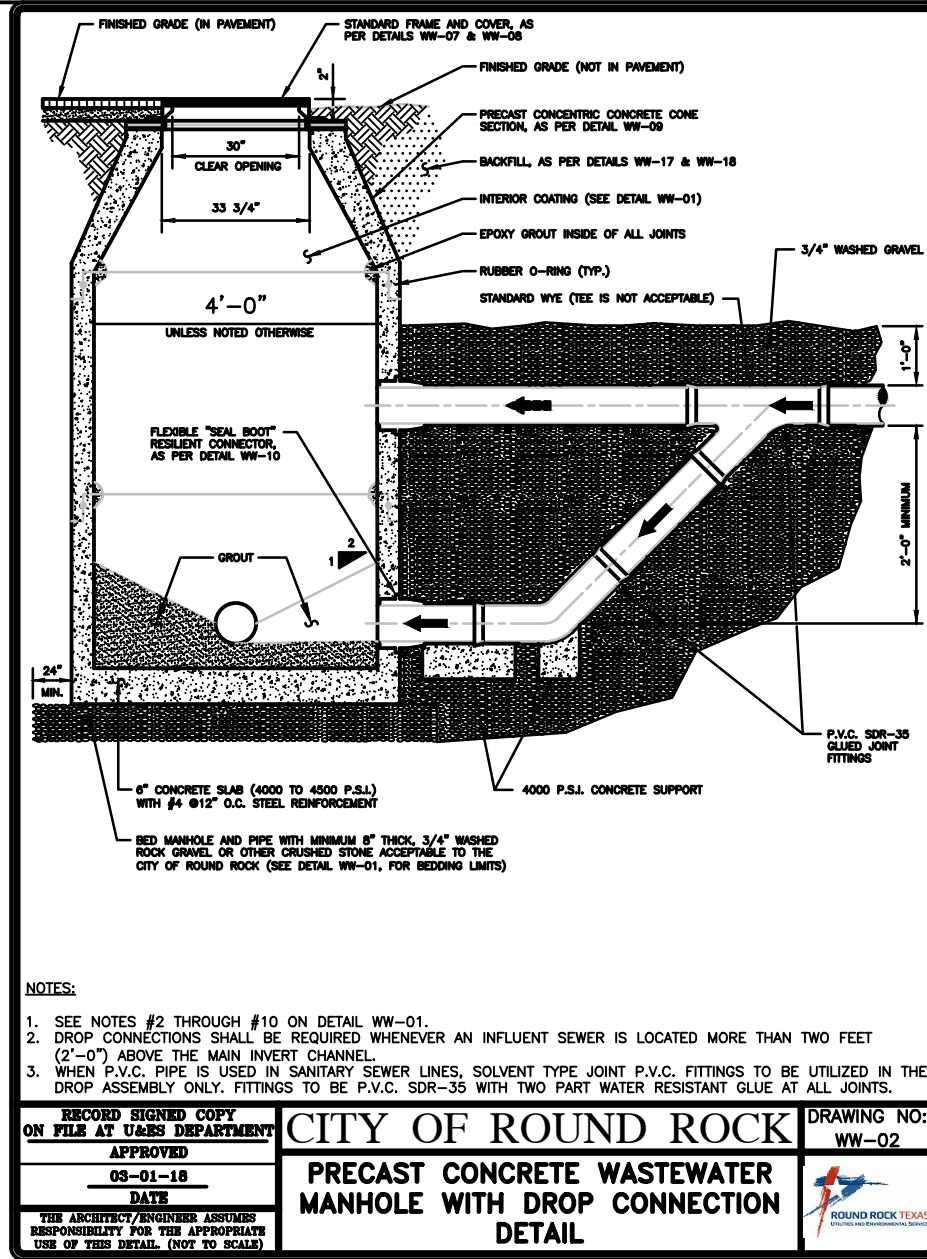 FINISHED GRADE (IN PAVEMENT)
STANDARD FRAME AND COVER, AS
PER DETAILS WW-07 & WW-08
2"
FINISHED GRADE (NOT IN PAVEMENT)
PRECAST CONCENTRIC CONCRETE CONE
SECTION, AS PER DETAIL WW-09
30"
CLEAR OPENING
BACKFILL, AS PER DETAILS WW-17 & WW-18
33 3/4"
INTERIOR COATING (SEE DETAIL WW-01)
EPOXY GROUT INSIDE OF ALL JOINTS
3/4" WASHED GRAVEL
RUBBER O-RING (TYP.)
STANDARD WYE (TEE IS NOT ACCEPTABLE)
4'-0"
UNLESS NOTED OTHERWISE
1'-0"
FLEXIBLE "SEAL BOOT"
RESILIENT CONNECTOR,
AS PER DETAIL WW-10
2'-0" MINIMUM
GROUT
2
1
24"
MIN.
P.V.C. SDR-35
GLUED JOINT
FITTINGS
6" CONCRETE SLAB (4000 TO 4500 P.S.I.)
WITH #4 @12" O.C. STEEL REINFORCEMENT
4000 P.S.I. CONCRETE SUPPORT
BED MANHOLE AND PIPE WITH MINIMUM 8" THICK, 3/4" WASHED
ROCK GRAVEL OR OTHER CRUSHED STONE ACCEPTABLE TO THE
CITY OF ROUND ROCK (SEE DETAIL WW-01, FOR BEDDING LIMITS)
NOTES:
1. SEE NOTES #2 THROUGH #10 ON DETAIL WW-01.
2. DROP CONNECTIONS SHALL BE REQUIRED WHENEVER AN INFLUENT SEWER IS LOCATED MORE THAN TWO FEET
(2'-0") ABOVE THE MAIN INVERT CHANNEL.
3. WHEN P.V.C. PIPE IS USED IN SANITARY SEWER LINES, SOLVENT TYPE JOINT P.V.C. FITTINGS TO BE UTILIZED IN THE
DROP ASSEMBLY ONLY. FITTINGS TO BE P.V.C. SDR-35 WITH TWO PART WATER RESISTANT GLUE AT ALL JOINTS.
RECORD SIGNED COPY
ON FILE AT U&ES DEPARTMENT
APPROVED
03-01-18
DATE
THE ARCHITECT/ENGINEER ASSUMES
RESPONSIBILITY FOR THE APPROPRIATE
USE OF THIS DETAIL. (NOT TO SCALE)
CITY OF ROUND ROCK
PRECAST CONCRETE WASTEWATER
MANHOLE WITH DROP CONNECTION
DETAIL
DRAWING NO:
WW-02
ROUND ROCK TEXAS
UTILITIES AND ENVIRONMENTAL SERVICES